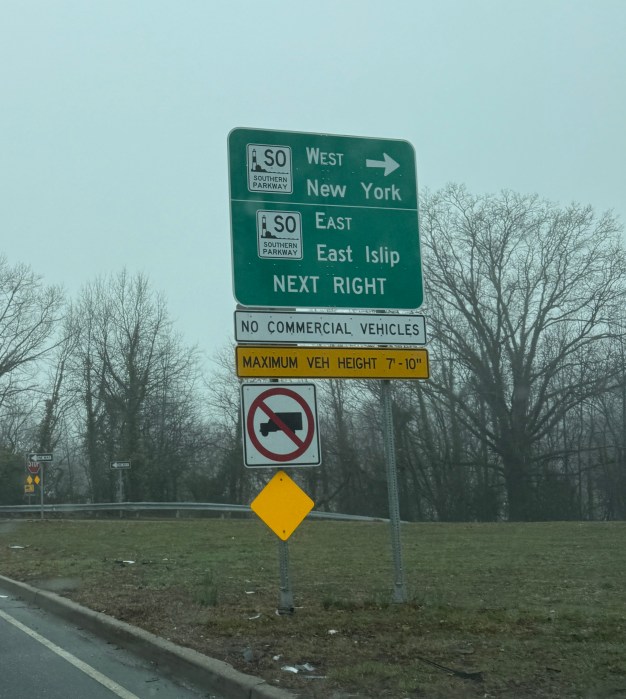 SO
SOUTHERN
PARKWAY
WEST
New York
SO
SOUTHERN
PARKWAY
EAST
East Islip
NEXT RIGHT
NO COMMERCIAL VEHICLES
MAXIMUM VEH HEIGHT 7'-10"
STOP